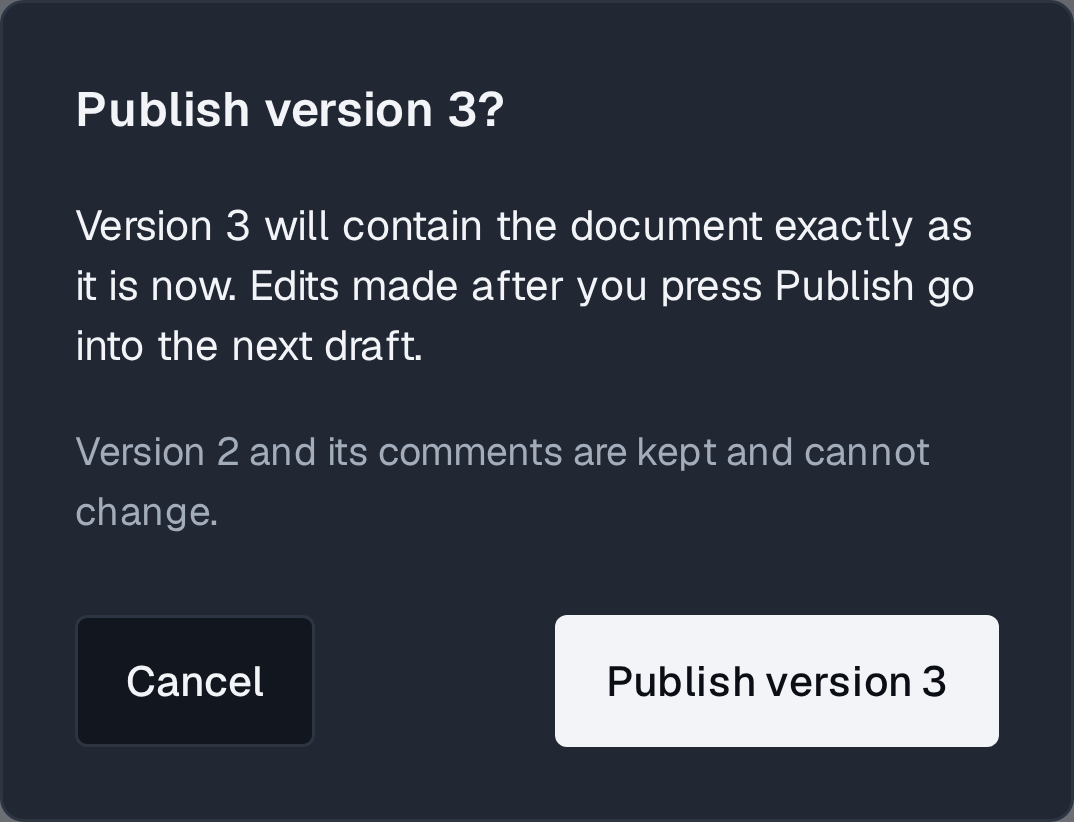 Publish version 3?
Version 3 will contain the document exactly as
it is now. Edits made after you press Publish go
into the next draft.
Version 2 and its comments are kept and cannot
change.
Cancel
Publish version 3